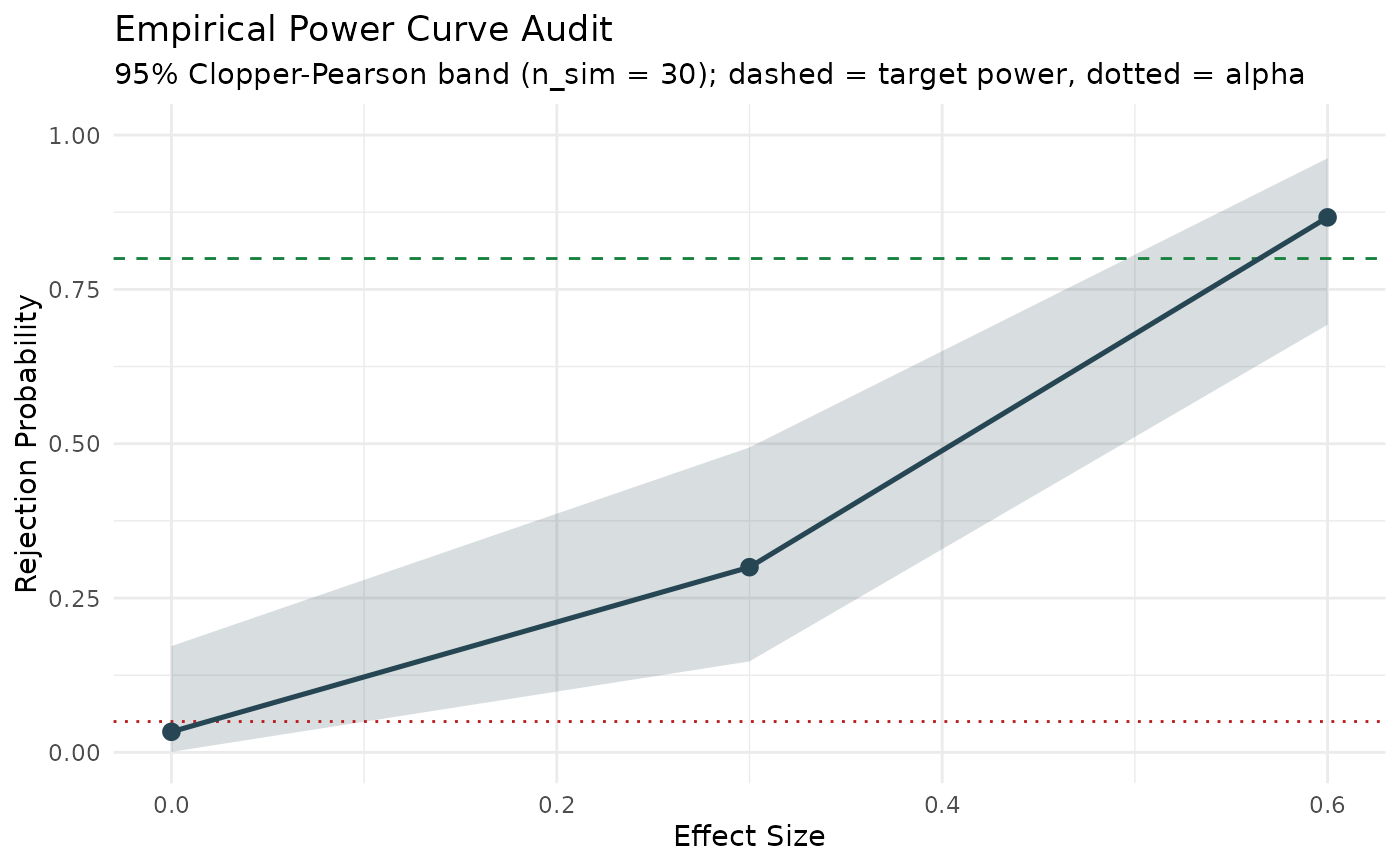 Empirical Power Curve Audit
95% Clopper-Pearson band (n_sim = 30); dashed = target power, dotted = alpha
Rejection Probability
1.00
0.75
0.50
0.25
0.00
0.0 0.2 0.4 0.6
Effect Size